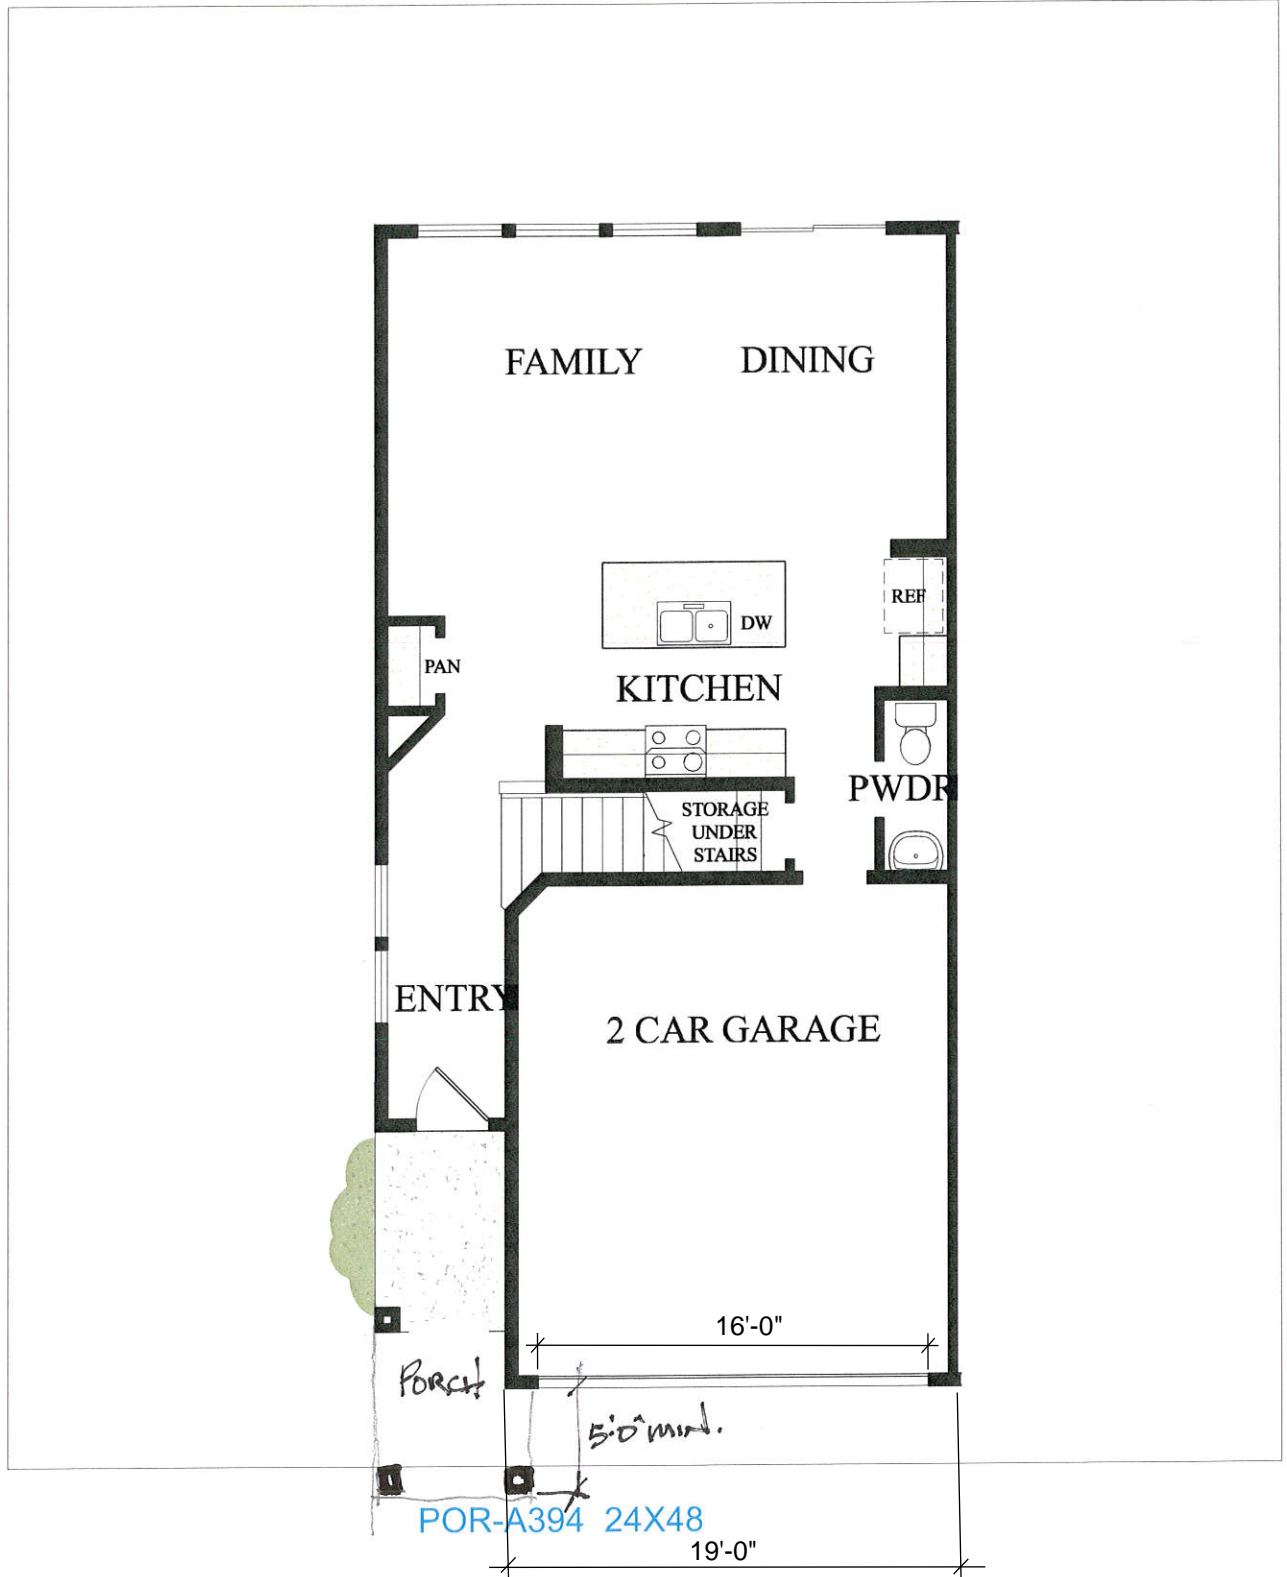 FAMILY DINING
REF
DW
PAN
KITCHEN
PWDR
STORAGE
UNDER
STAIRS
ENTRY
2 CAR GARAGE
16'-0"
PORCH
5'-0" MIN.
POR-A394 24X48
19'-0"